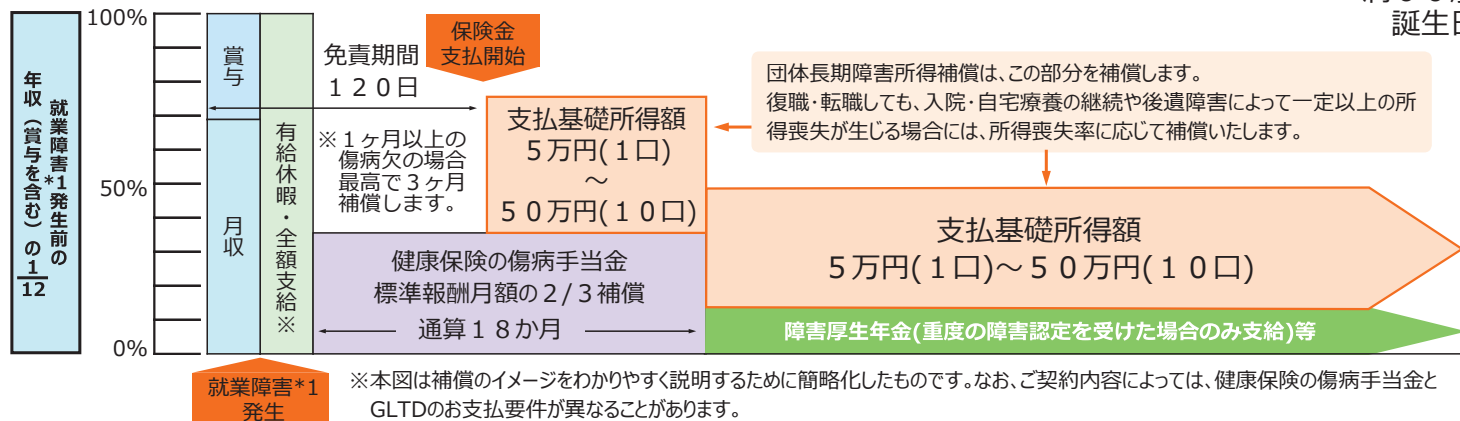 誕生日
就業障害*1発生前の
年収（賞与を含む）の1/12
100%
50%
0%
賞与
月収
有給休暇・全額支給※
免責期間
１２０日
保険金
支払開始
※１ヶ月以上の
傷病欠の場合
最高で３ヶ月
補償します。
支払基礎所得額
５万円(１口)
～
５０万円(１０口)
団体長期障害所得補償は、この部分を補償します。
復職・転職しても、入院・自宅療養の継続や後遺障害によって一定以上の所
得喪失が生じる場合には、所得喪失率に応じて補償いたします。
健康保険の傷病手当金
標準報酬月額の２/３補償
通算１８か月
支払基礎所得額
５万円(１口)～５０万円(１０口)
障害厚生年金(重度の障害認定を受けた場合のみ支給)等
就業障害*1
発生
※本図は補償のイメージをわかりやすく説明するために簡略化したものです。なお、ご契約内容によっては、健康保険の傷病手当金と
GLTDのお支払要件が異なることがあります。